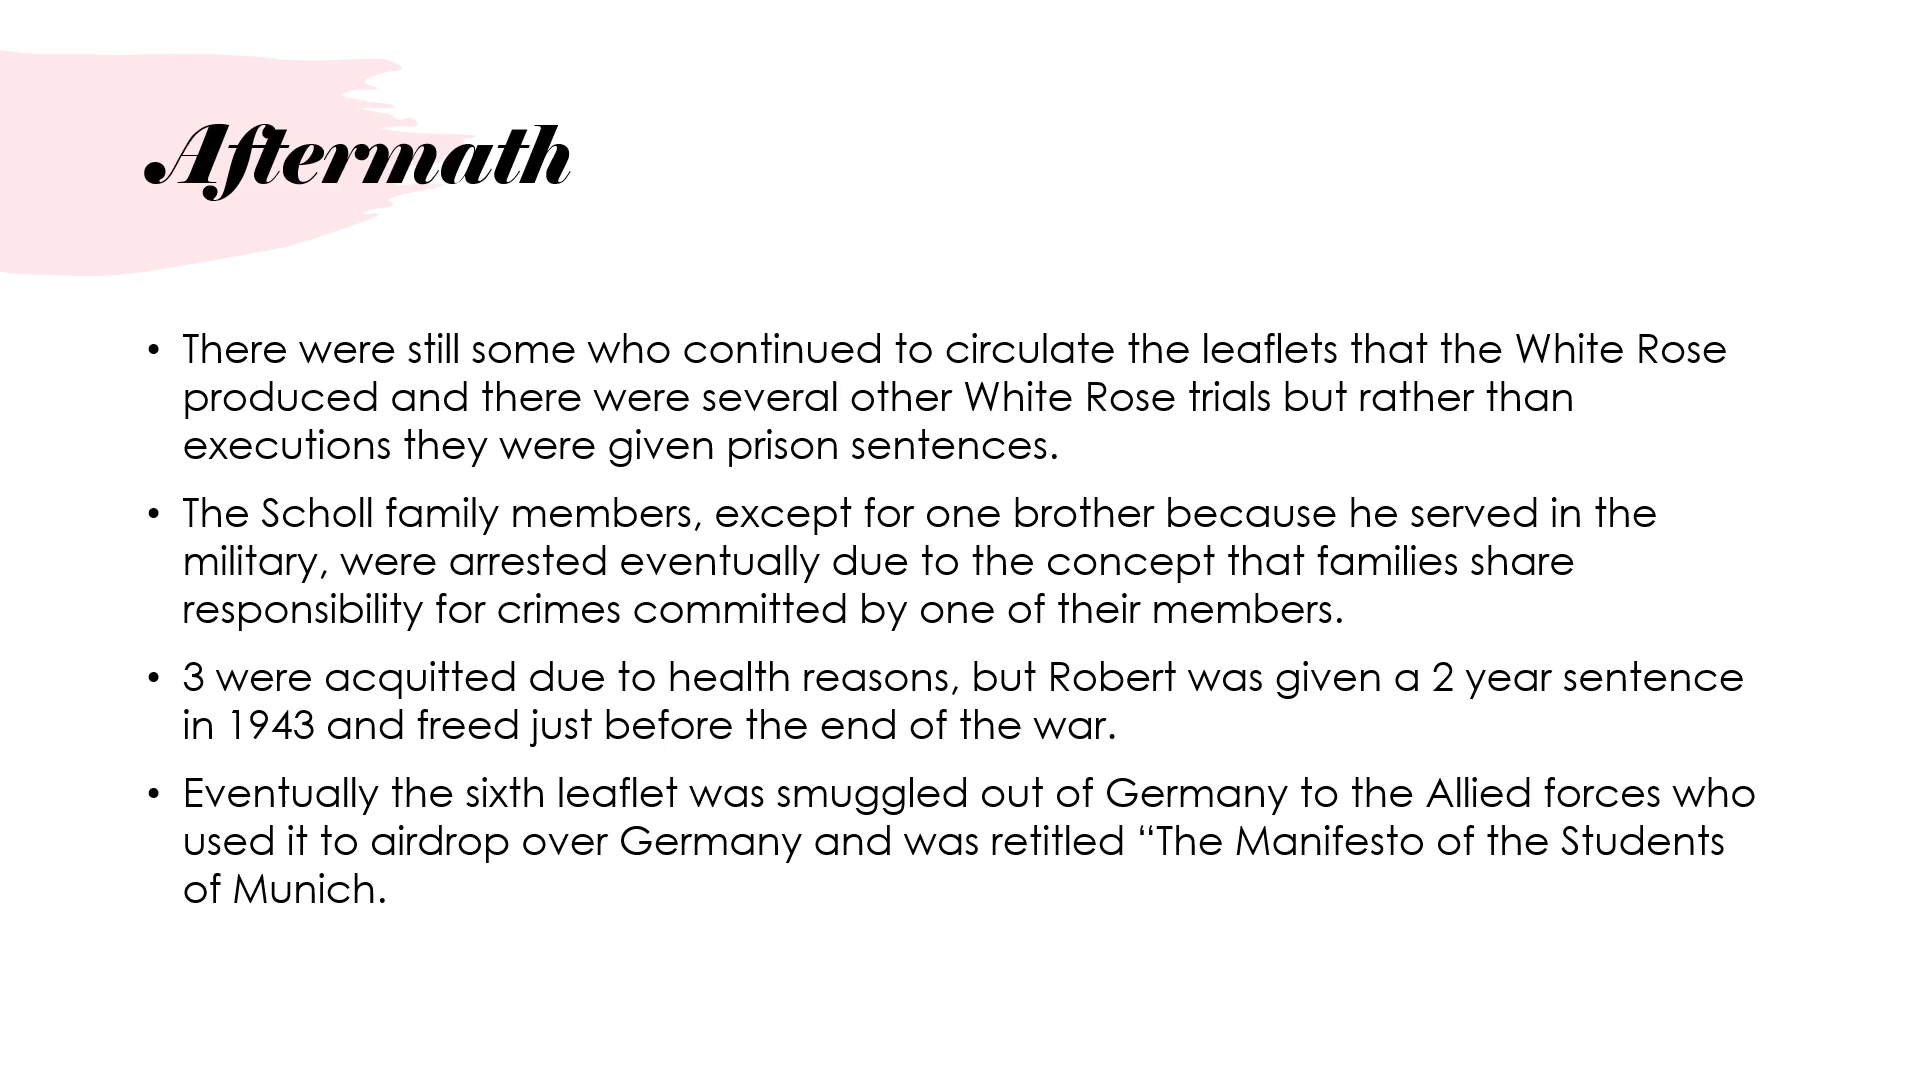 Aftermath
• There were still some who continued to circulate the leaflets that the White Rose
produced and there were several other White Rose trials but rather than
executions they were given prison sentences.
• The Scholl family members, except for one brother because he served in the
military, were arrested eventually due to the concept that families share
responsibility for crimes committed by one of their members.
• 3 were acquitted due to health reasons, but Robert was given a 2 year sentence
in 1943 and freed just before the end of the war.
• Eventually the sixth leaflet was smuggled out of Germany to the Allied forces who
used it to airdrop over Germany and was retitled “The Manifesto of the Students
of Munich.